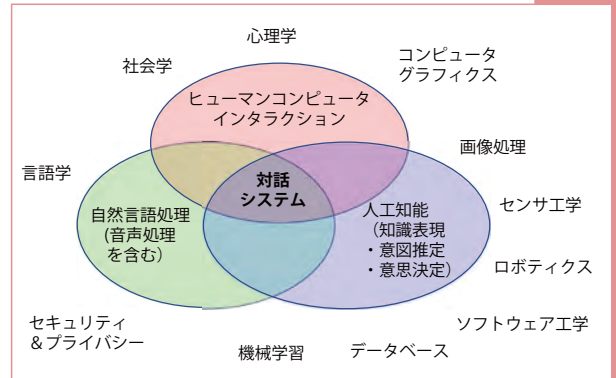 心理学
社会学
コンピュータ
グラフィクス
ヒューマンコンピュータ
インタラクション
画像処理
言語学
対話
システム
センサ工学
自然言語処理
(音声処理
を含む)
人工知能
(知識表現
・意図推定
・意思決定)
ロボティクス
ソフトウェア工学
セキュリティ
＆プライバシー
機械学習
データベース